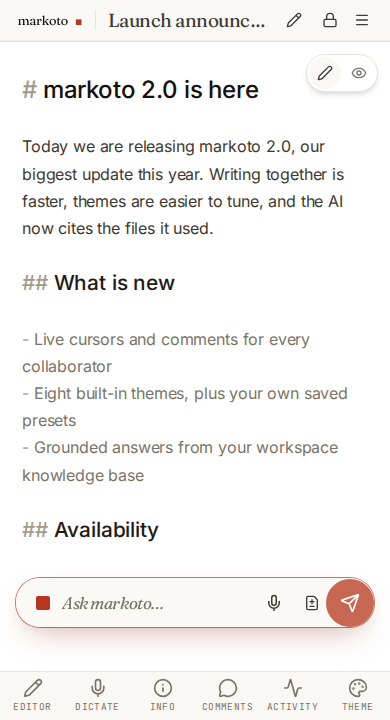 markoto
Launch announc...
# markoto 2.0 is here
Today we are releasing markoto 2.0, our
biggest update this year. Writing together is
faster, themes are easier to tune, and the AI
now cites the files it used.
## What is new
- Live cursors and comments for every
collaborator
- Eight built-in themes, plus your own saved
presets
- Grounded answers from your workspace
knowledge base
## Availability
Ask markoto...
EDITOR
DICTATE
INFO
COMMENTS
ACTIVITY
THEME